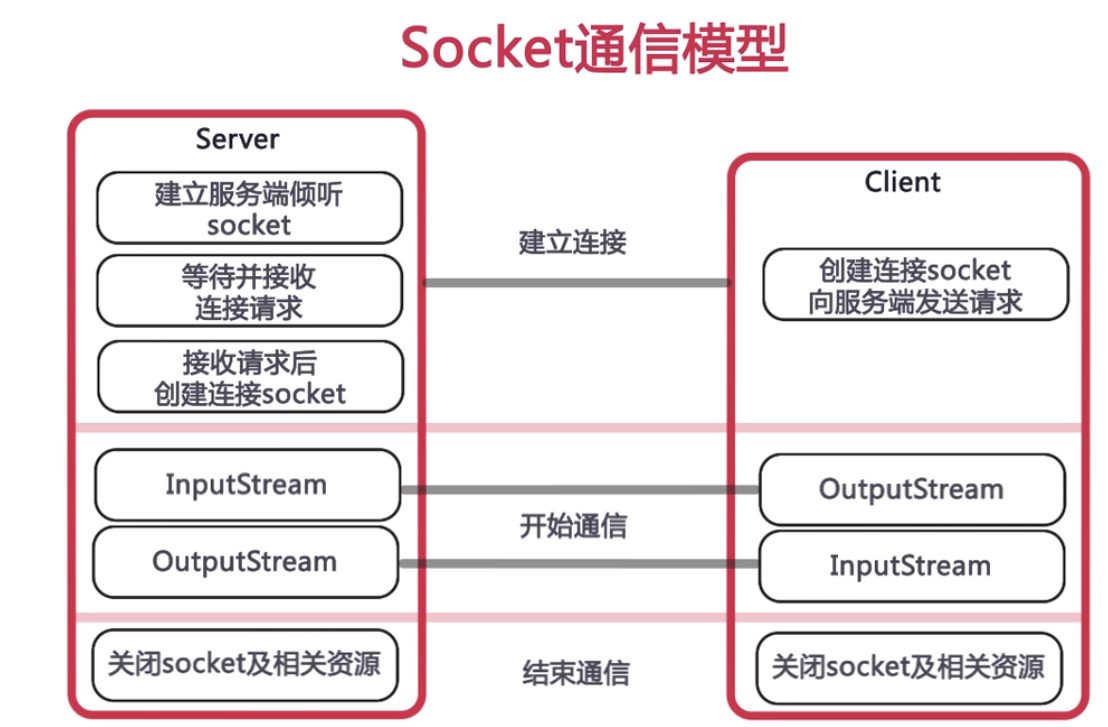 Socket通信模型
Server
建立服务端倾听
socket
等待并接收
连接请求
接收请求后
创建连接socket
建立连接
Client
创建连接socket
向服务端发送请求
InputStream
OutputStream
开始通信
OutputStream
InputStream
关闭socket及相关资源
结束通信
关闭socket及相关资源